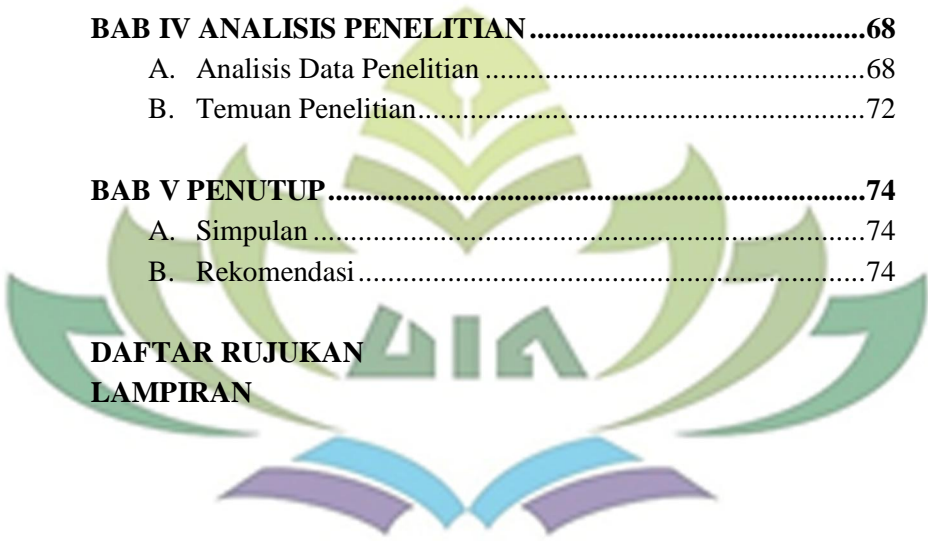 BAB IV ANALISIS PENELITIAN................................................68
A. Analisis Data Penelitian......................................................68
B. Temuan Penelitian................................................................72
BAB V PENUTUP.............................................................................74
A. Simpulan...............................................................................74
B. Rekomendasi.........................................................................74
UIN
DAFTAR RUJUKAN
LAMPIRAN